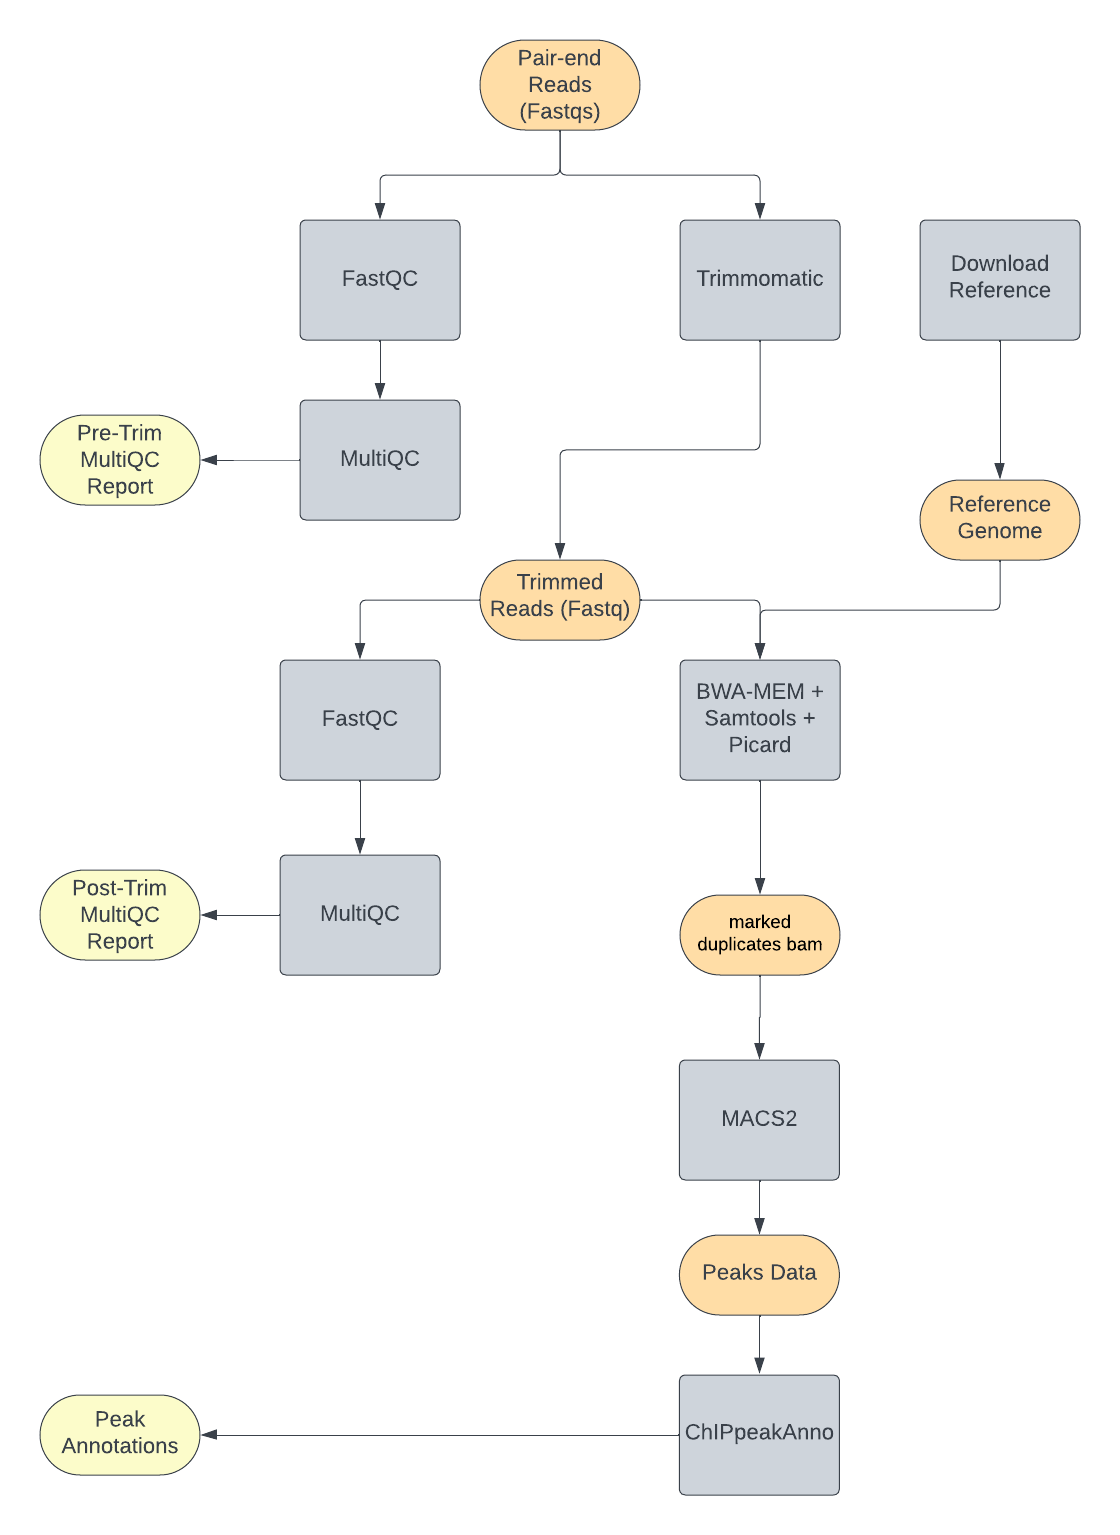 Pair-end
Reads
(Fastqs)
FastQC
Trimmomatic
Download
Reference
Pre-Trim
MultiQC
Report
MultiQC
Reference
Genome
Trimmed
Reads (Fastq)
FastQC
BWA-MEM +
Samtools +
Picard
Post-Trim
MultiQC
Report
MultiQC
marked
duplicates bam
MACS2
Peaks Data
Peak
Annotations
ChIPpeakAnno